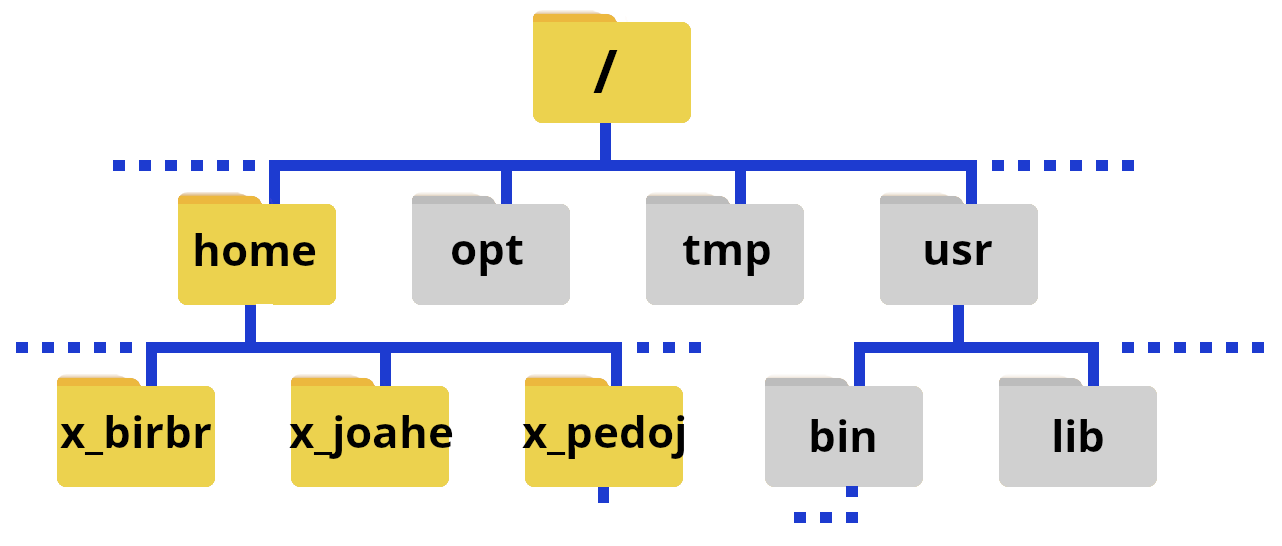 /
home
opt
tmp
usr
x_birbr
x_joahe
x_pedoj
bin
lib